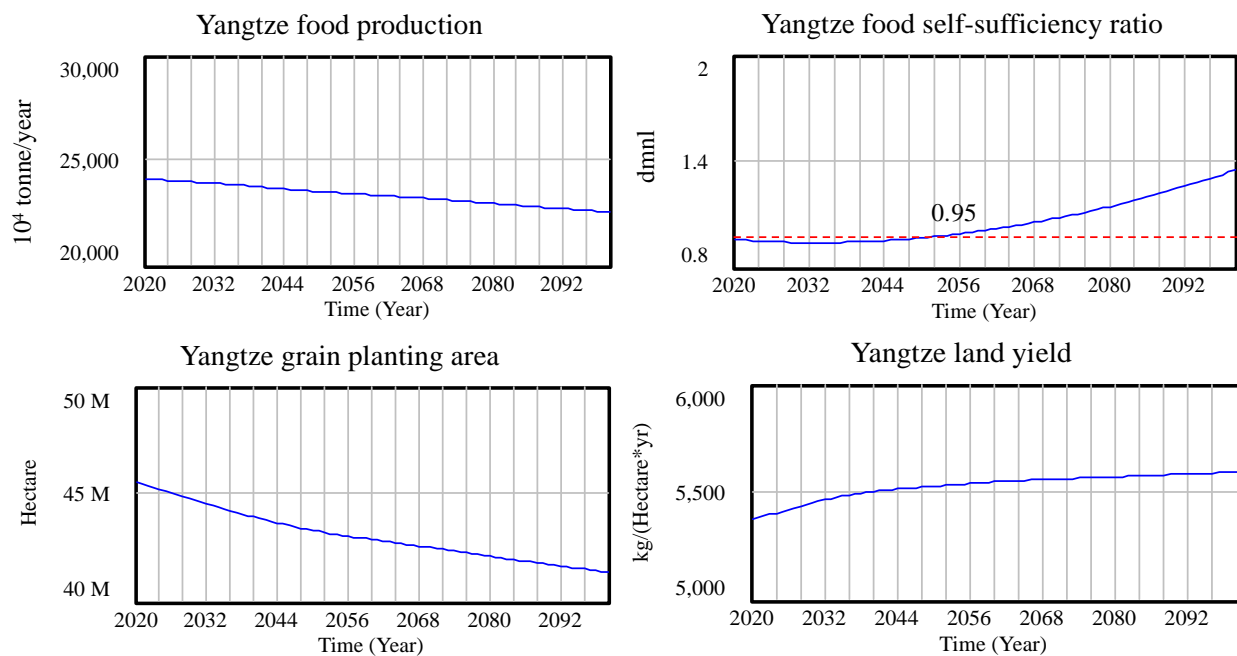 Yangtze food production
30,000
25,000
20,000
10⁴ tonne/year
2020 2032 2044 2056 2068 2080 2092
Time (Year)
Yangtze food self-sufficiency ratio
2
1.4
0.8
dmnl
0.95
2020 2032 2044 2056 2068 2080 2092
Time (Year)
Yangtze grain planting area
50 M
45 M
40 M
Hectare
2020 2032 2044 2056 2068 2080 2092
Time (Year)
Yangtze land yield
6,000
5,500
5,000
kg/(Hectare*yr)
2020 2032 2044 2056 2068 2080 2092
Time (Year)